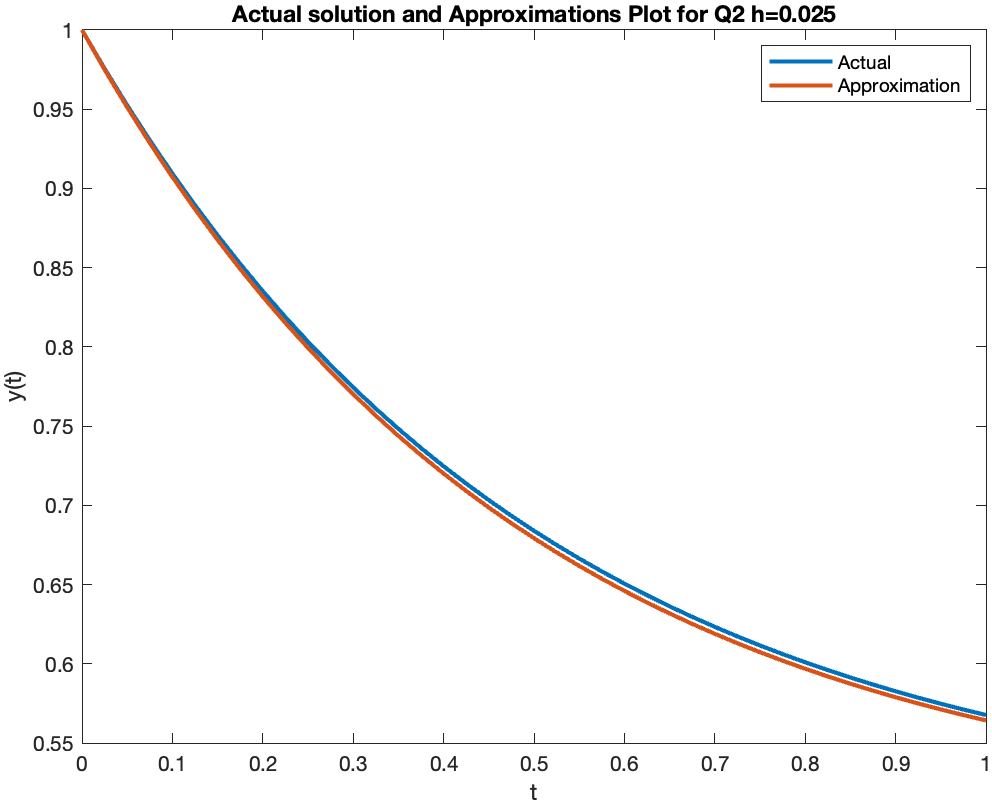 Actual solution and Approximations Plot for Q2 h=0.025
Actual
Approximation
1
0.95
0.9
0.85
0.8
0.75
0.7
0.65
0.6
0.55
y(t)
0 0.1 0.2 0.3 0.4 0.5 0.6 0.7 0.8 0.9 1
t